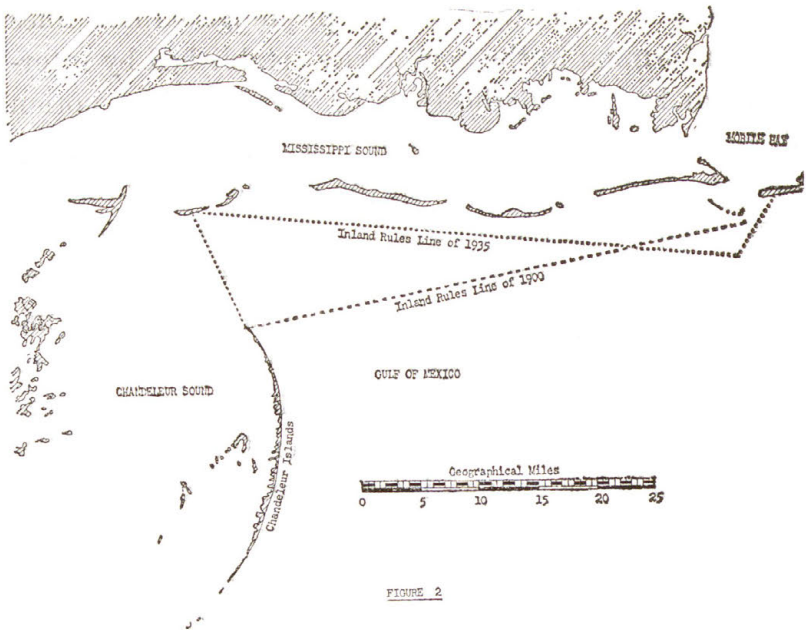 MISSISSIPPI SOUND
MOBILE BAY
Inland Rules Line of 1935
Inland Rules Line of 1900
GULF OF MEXICO
CHANDELEUR SOUND
Chandeleur Islands
Geographical Miles
0 5 10 15 20 25
FIGURE 2